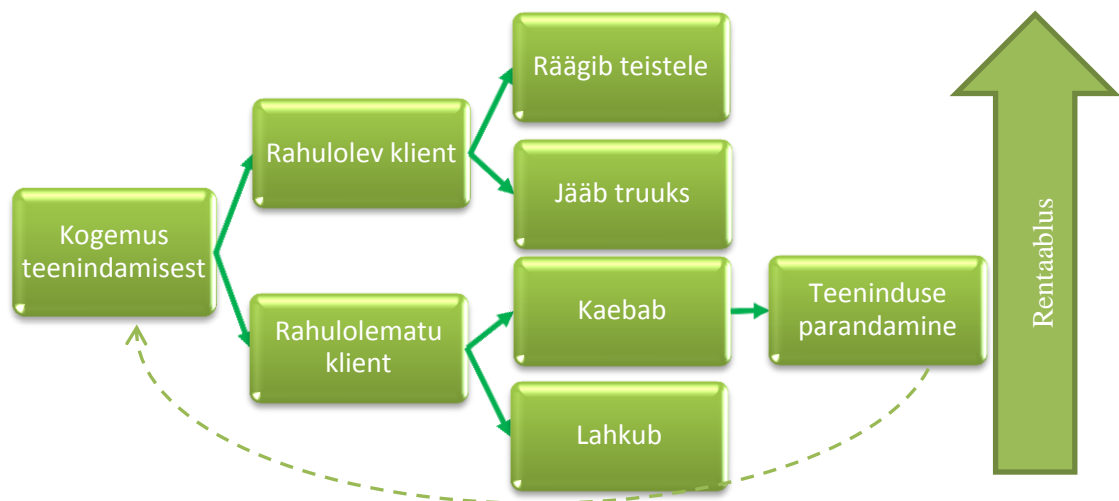 Kogemus
teenindamisest
Rahulolev klient
Rahulolematu
klient
Räägib teistele
Jääb truuks
Kaebab
Lahkub
Teeninduse
parandamine
Rentaablus